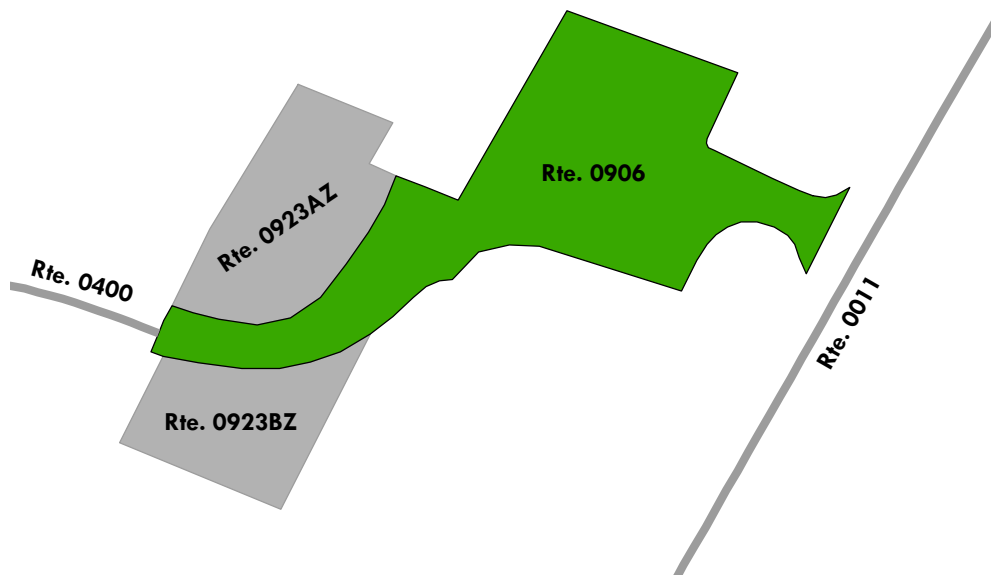 Rte. 0906
Rte. 0923AZ
Rte. 0400
Rte. 0011
Rte. 0923BZ